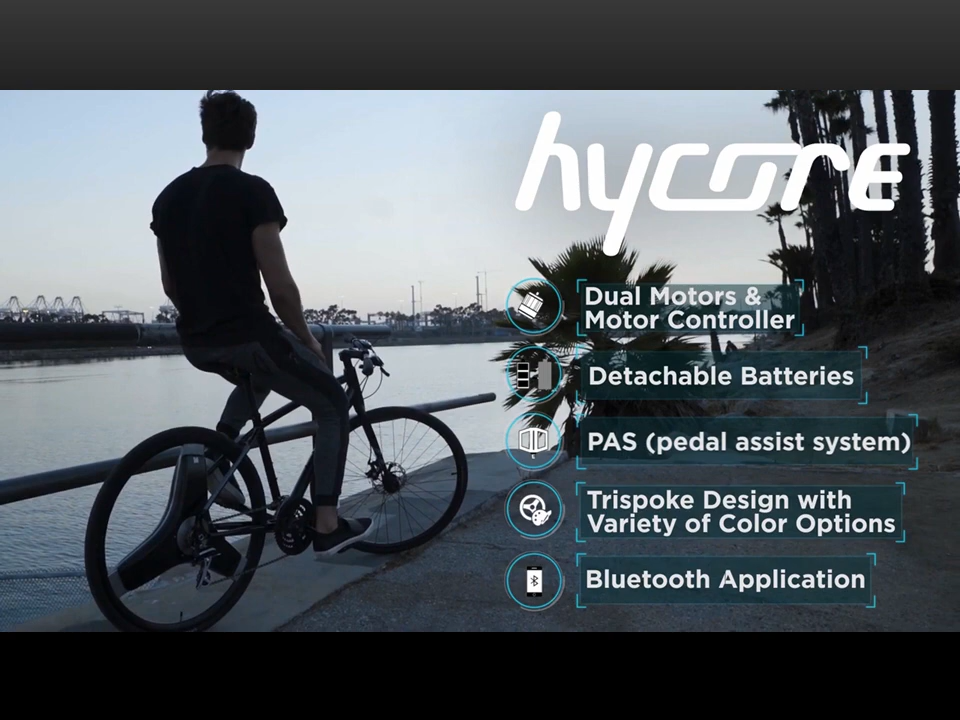 hycore
Dual Motors &
Motor Controller
Detachable Batteries
PAS (pedal assist system)
Trispoke Design with
Variety of Color Options
Bluetooth Application